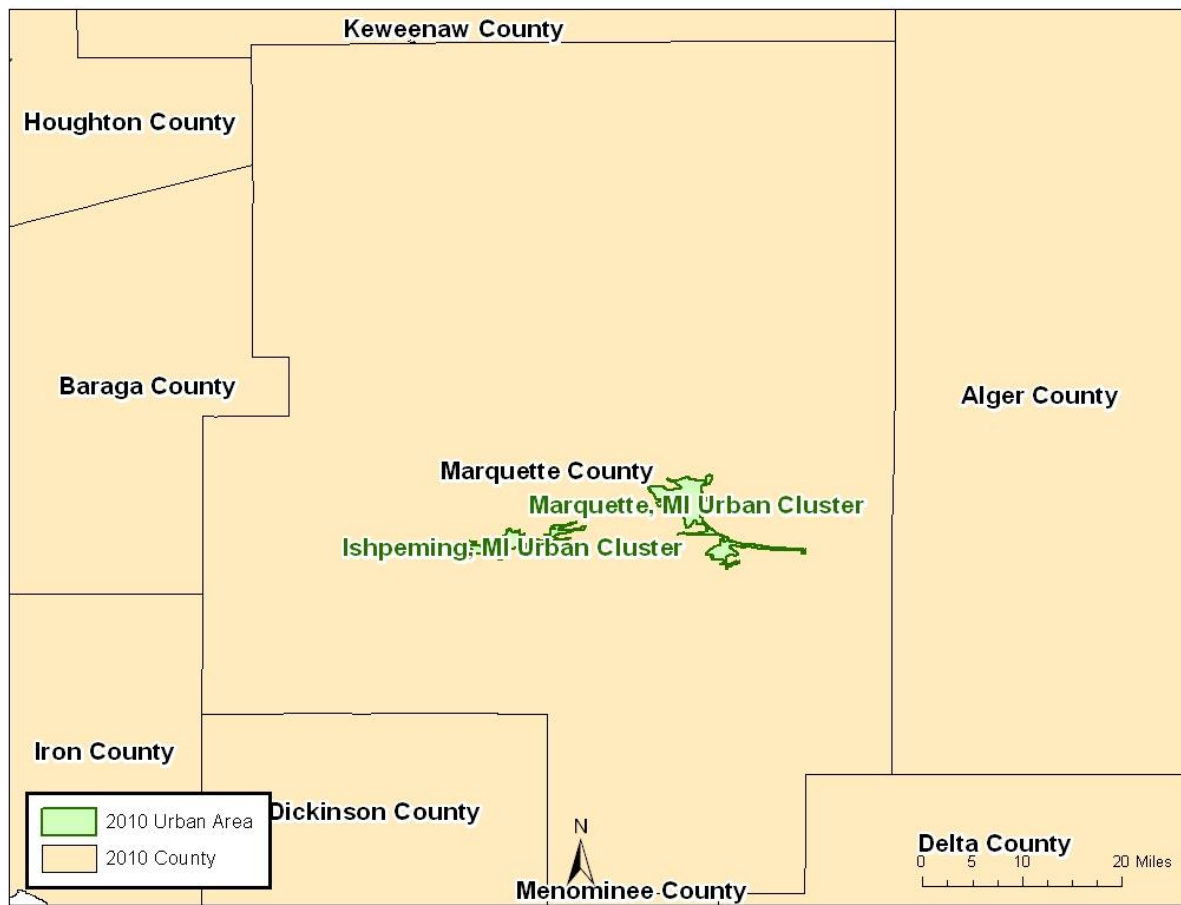 Keweenaw County
Houghton County
Baraga County
Alger County
Marquette County
Marquette, MI Urban Cluster
Ishpeming, MI Urban Cluster
Iron County
Dickinson County
Delta County
Menominee County
2010 Urban Area
2010 County
N
0 5 10 20 Miles